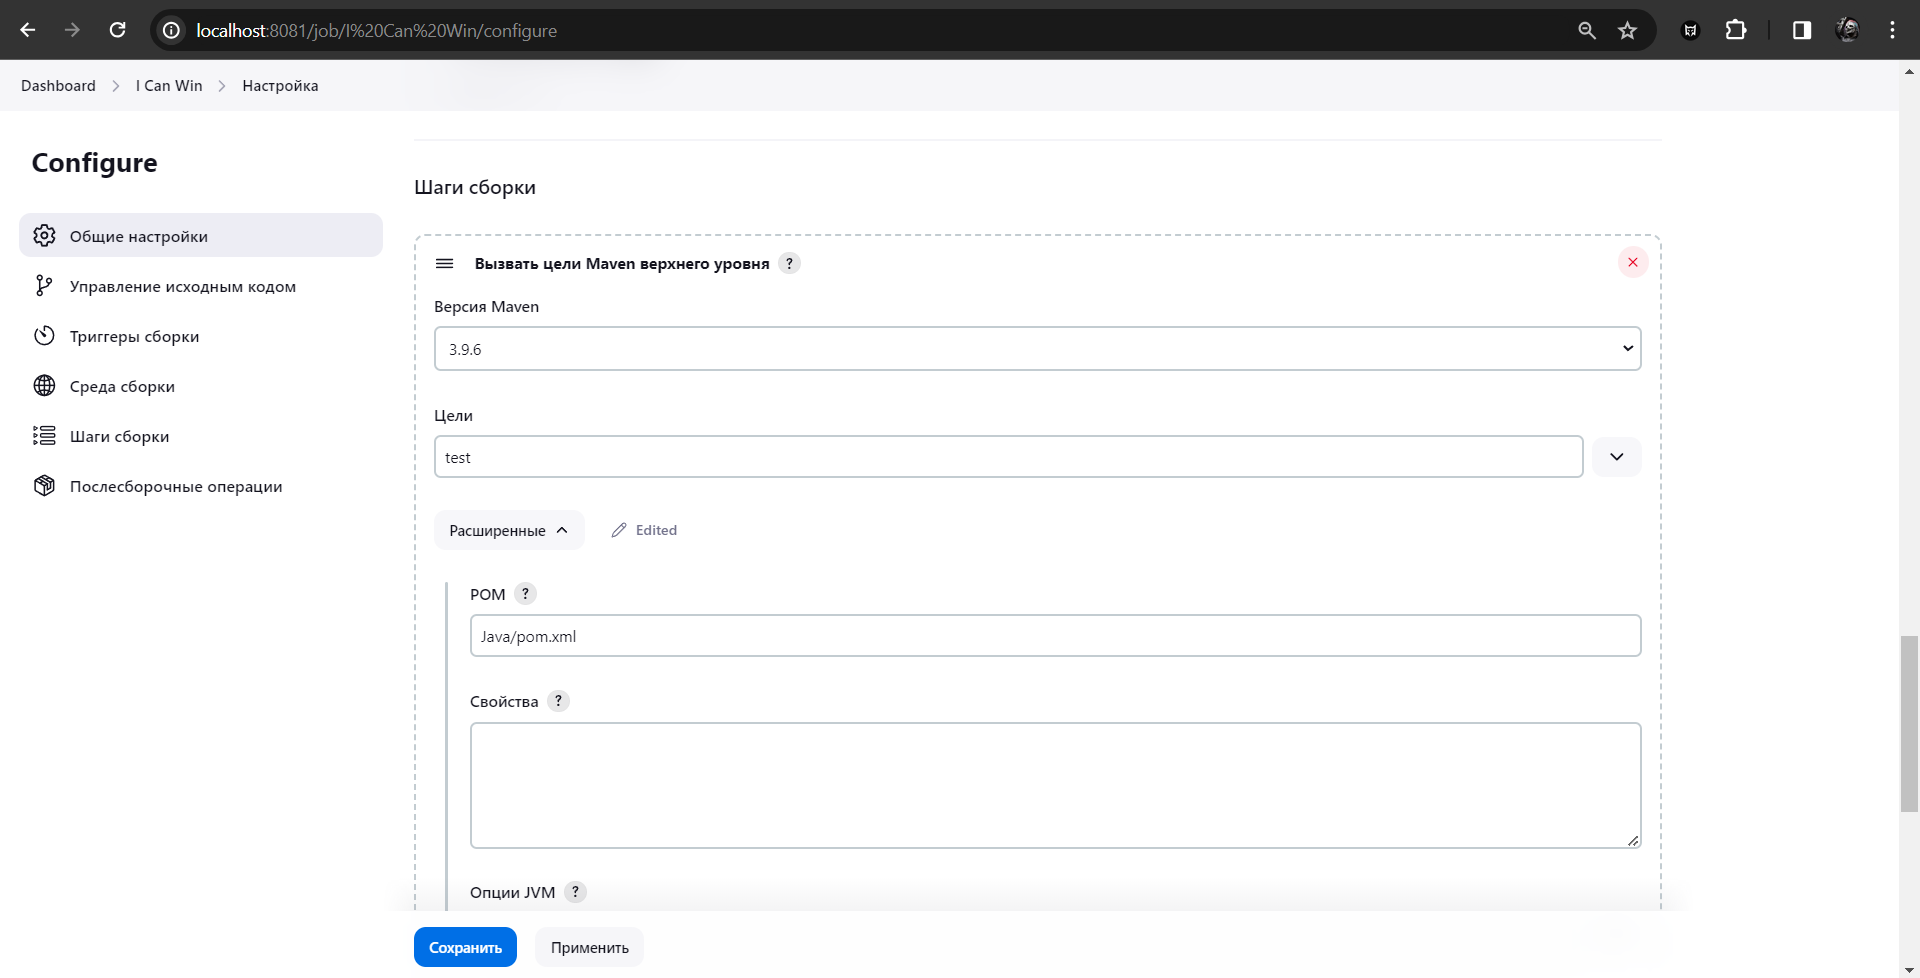 localhost:8081/job/I%20Can%20Win/configure
Dashboard > I Can Win > Настройка
Configure
Общие настройки
Управление исходным кодом
Триггеры сборки
Среда сборки
Шаги сборки
Послесборочные операции
Шаги сборки
Вызвать цели Maven верхнего уровня ?
Версия Maven
3.9.6
Цели
test
Расширенные
Edited
POM ?
Java/pom.xml
Свойства ?
Опции JVM ?
Сохранить
Применить